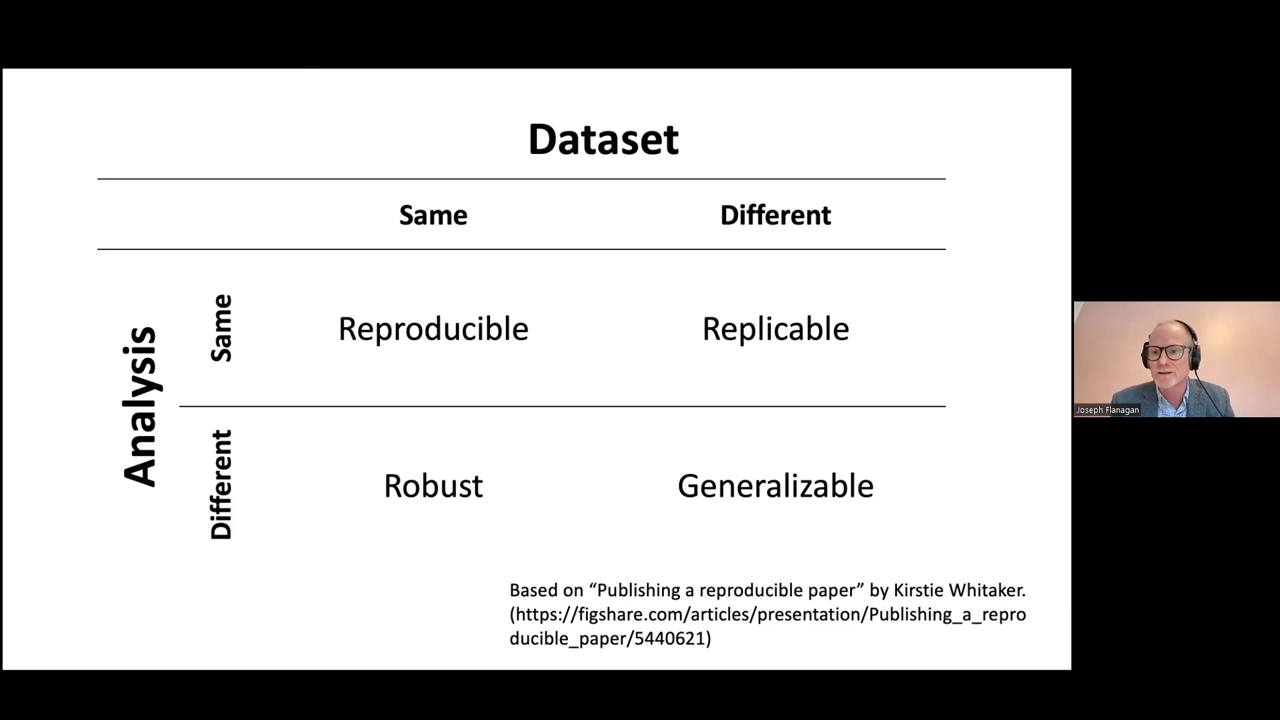 Dataset
Same Different
Analysis
Same
Reproducible Replicable
Different
Robust Generalizable
Based on “Publishing a reproducible paper” by Kirstie Whitaker.
(https://figshare.com/articles/presentation/Publishing_a_repro
ducible_paper/5440621)
Joseph Flanagan